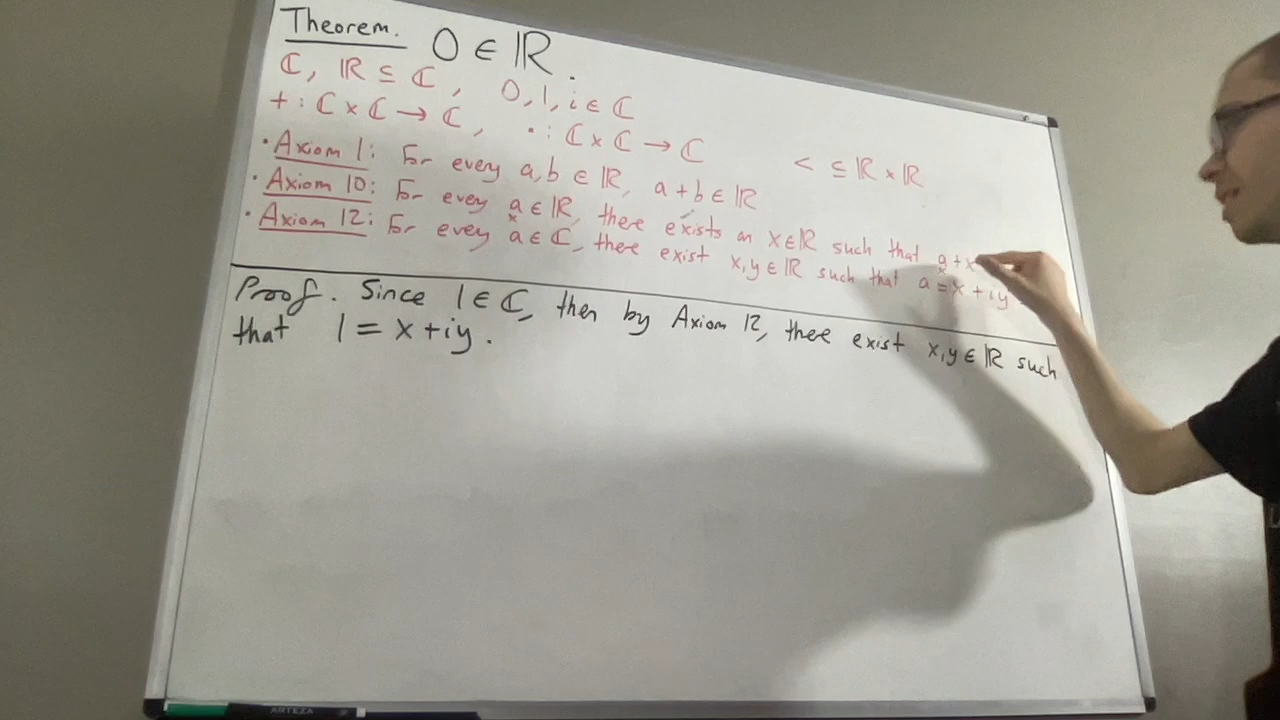 Theorem. 0 ∈ ℝ.
ℂ, ℝ ⊆ ℂ, 0, 1, i ∈ ℂ
+ : ℂ × ℂ → ℂ, · : ℂ × ℂ → ℂ < ⊆ ℝ × ℝ
· Axiom 1: For every a, b ∈ ℝ, a + b ∈ ℝ
· Axiom 10: For every a ∈ ℝ, there exists an x ∈ ℝ such that a + x
· Axiom 12: For every a ∈ ℂ, there exist x, y ∈ ℝ such that a = x + iy
Proof. Since 1 ∈ ℂ, then by Axiom 12, there exist x, y ∈ ℝ such
that 1 = x + iy.
ARTEZA